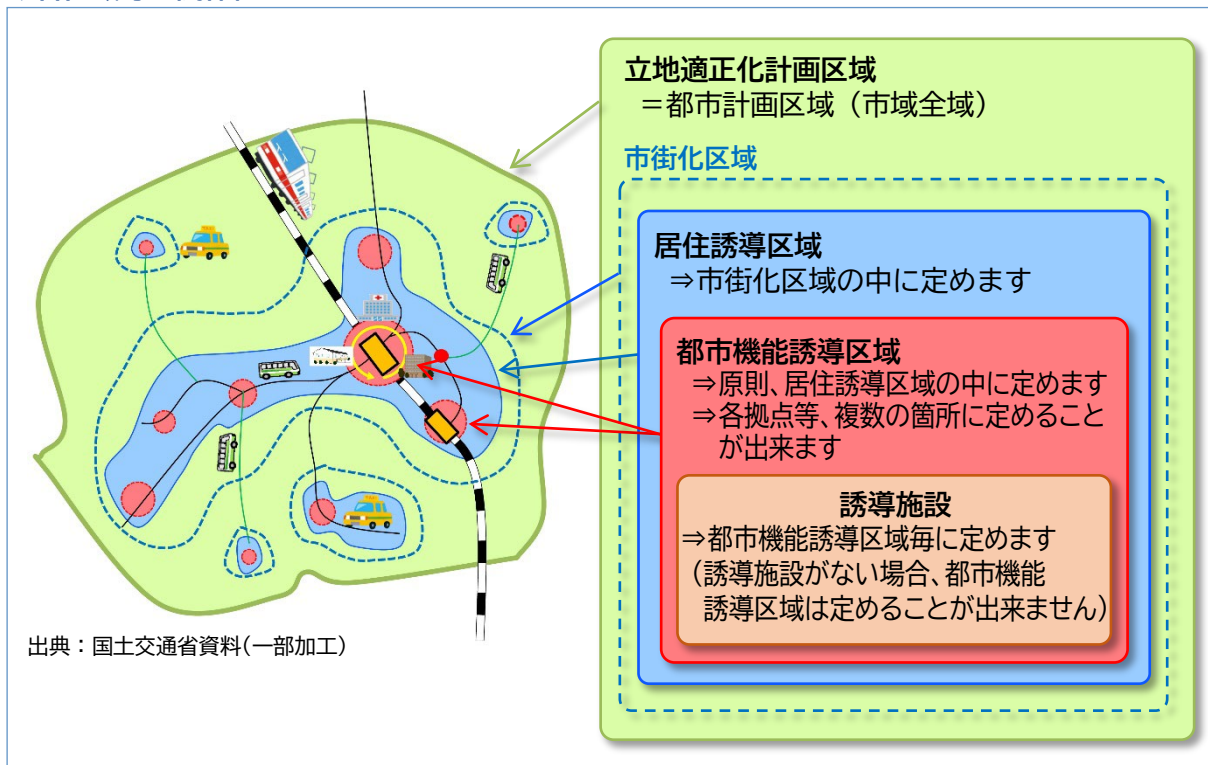 立地適正化計画区域
＝都市計画区域（市域全域）
市街化区域
居住誘導区域
⇒市街化区域の中に定めます
都市機能誘導区域
⇒原則、居住誘導区域の中に定めます
⇒各拠点等、複数の箇所に定めること
が出来ます
誘導施設
⇒都市機能誘導区域毎に定めます
（誘導施設がない場合、都市機能
誘導区域は定めることが出来ません）
出典：国土交通省資料(一部加工)